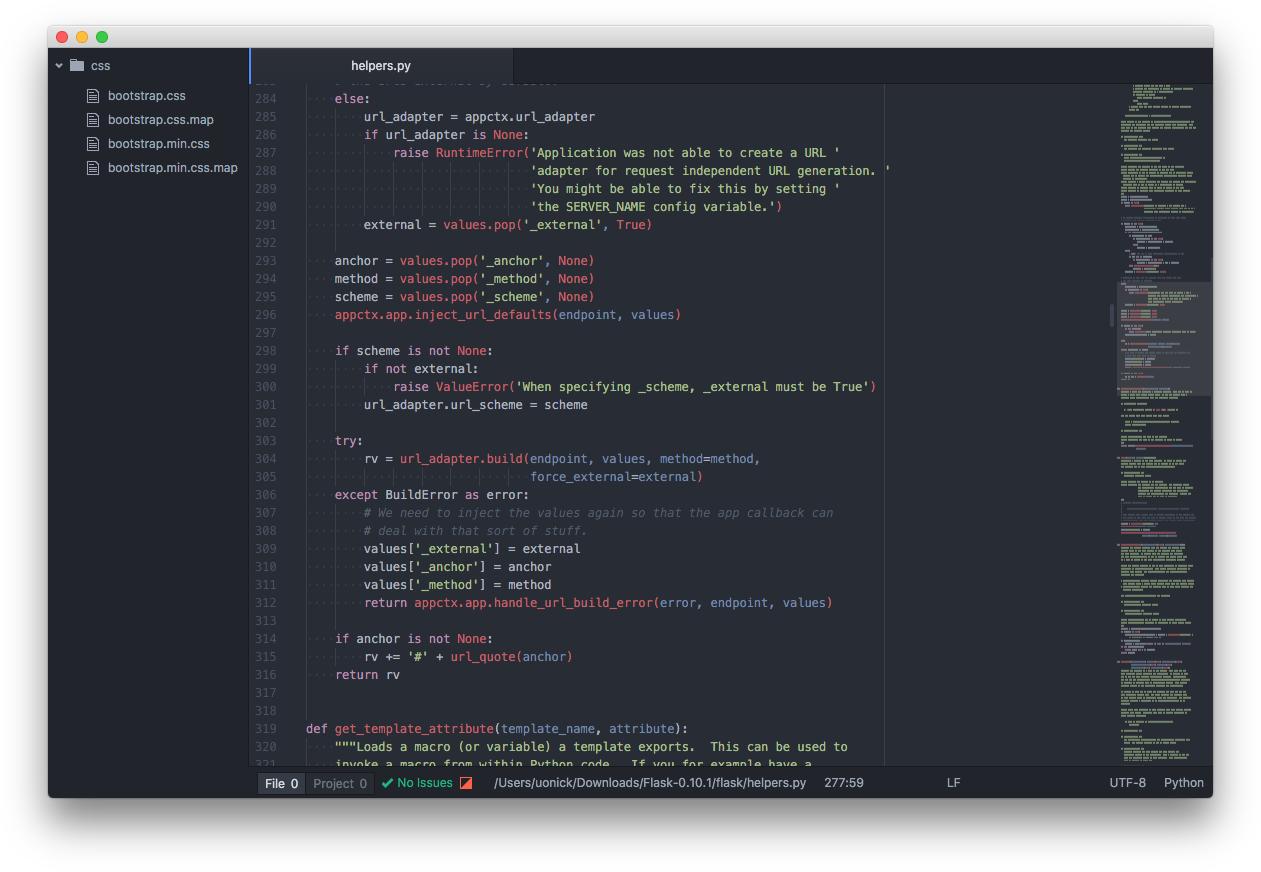 css
bootstrap.css
bootstrap.css.map
bootstrap.min.css
bootstrap.min.css.map
helpers.py
284 else:
285 url_adapter = appctx.url_adapter
286 if url_adapter is None:
287 raise RuntimeError('Application was not able to create a URL '
288 'adapter for request independent URL generation. '
289 'You might be able to fix this by setting '
290 'the SERVER_NAME config variable.')
291 external = values.pop('_external', True)
292
293 anchor = values.pop('_anchor', None)
294 method = values.pop('_method', None)
295 scheme = values.pop('_scheme', None)
296 appctx.app.inject_url_defaults(endpoint, values)
297
298 if scheme is not None:
299 if not external:
300 raise ValueError('When specifying _scheme, _external must be True')
301 url_adapter.url_scheme = scheme
302
303 try:
304 rv = url_adapter.build(endpoint, values, method=method,
305 force_external=external)
306 except BuildError as error:
307 # We need to inject the values again so that the app callback can
308 # deal with that sort of stuff.
309 values['_external'] = external
310 values['_anchor'] = anchor
311 values['_method'] = method
312 return appctx.app.handle_url_build_error(error, endpoint, values)
313
314 if anchor is not None:
315 rv += '#' + url_quote(anchor)
316 return rv
317
318
319 def get_template_attribute(template_name, attribute):
320 """Loads a macro (or variable) a template exports.  This can be used to
321 invoke a macro from within Python code.  If you for example have a
File 0 Project 0 No Issues /Users/uonick/Downloads/Flask-0.10.1/flask/helpers.py 277:59 LF UTF-8 Python